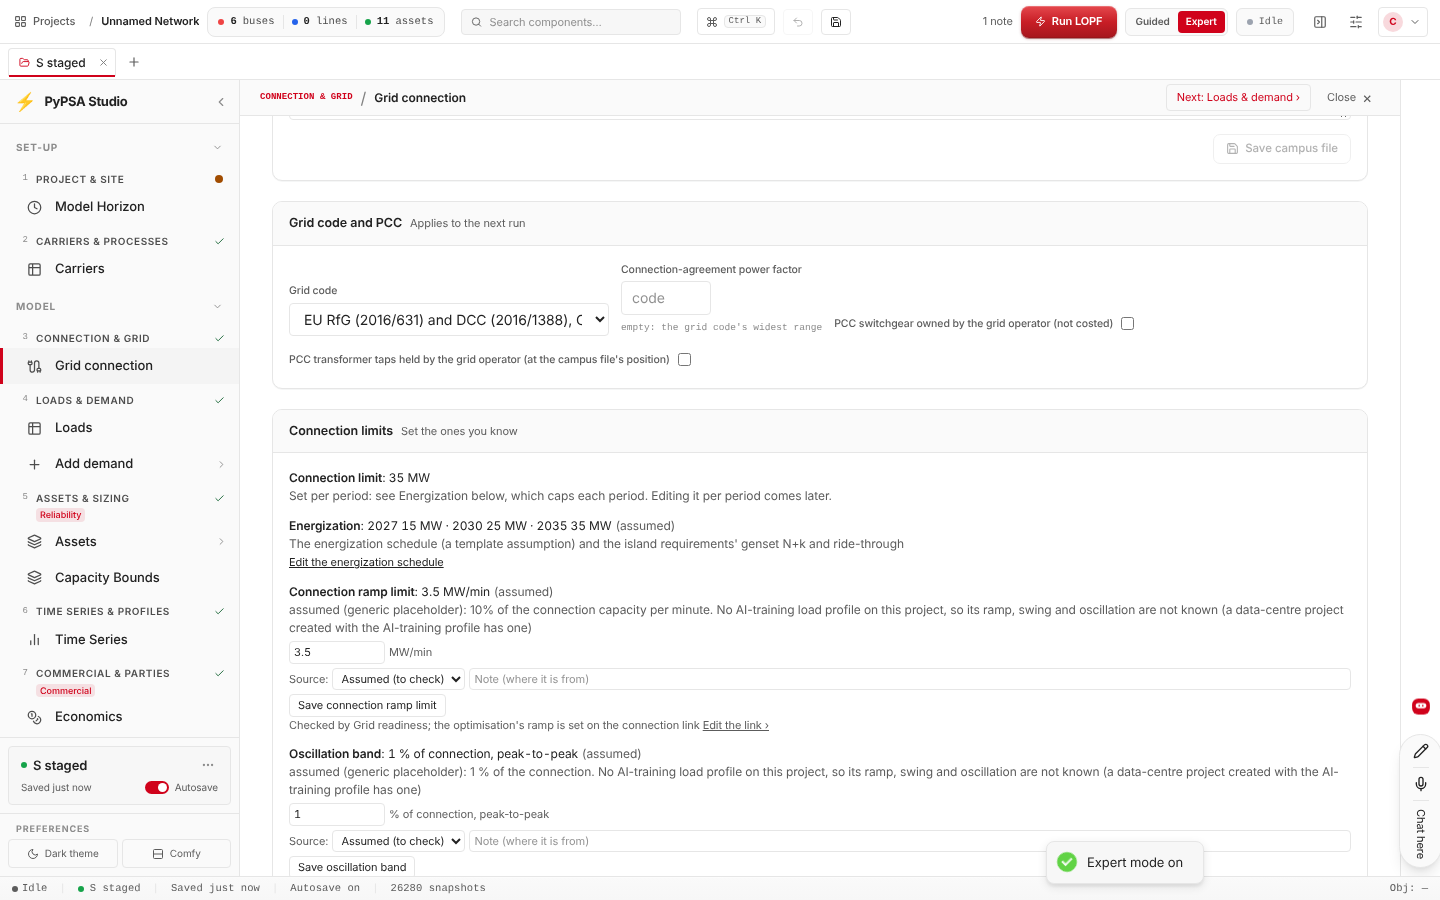 Projects / Unnamed Network
6 buses
0 lines
11 assets
Search components...
Ctrl K
1 note
Run LOPF
Guided
Expert
Idle
C
S staged
PyPSA Studio
CONNECTION & GRID / Grid connection
Next: Loads & demand ›
Close
SET-UP
1 PROJECT & SITE
Model Horizon
2 CARRIERS & PROCESSES
Carriers
MODEL
3 CONNECTION & GRID
Grid connection
4 LOADS & DEMAND
Loads
Add demand
5 ASSETS & SIZING
Reliability
Assets
Capacity Bounds
6 TIME SERIES & PROFILES
Time Series
7 COMMERCIAL & PARTIES
Commercial
Economics
S staged
Saved just now
Autosave
PREFERENCES
Dark theme
Comfy
Save campus file
Grid code and PCC Applies to the next run
Connection-agreement power factor
Grid code
code
EU RfG (2016/631) and DCC (2016/1388), C
empty: the grid code's widest range
PCC switchgear owned by the grid operator (not costed)
PCC transformer taps held by the grid operator (at the campus file's position)
Connection limits Set the ones you know
Connection limit: 35 MW
Set per period: see Energization below, which caps each period. Editing it per period comes later.
Energization: 2027 15 MW · 2030 25 MW · 2035 35 MW (assumed)
The energization schedule (a template assumption) and the island requirements' genset N+k and ride-through
Edit the energization schedule
Connection ramp limit: 3.5 MW/min (assumed)
assumed (generic placeholder): 10% of the connection capacity per minute. No AI-training load profile on this project, so its ramp, swing and oscillation are not known (a data-centre project
created with the AI-training profile has one)
3.5
MW/min
Source: Assumed (to check) Note (where it is from)
Save connection ramp limit
Checked by Grid readiness; the optimisation's ramp is set on the connection link Edit the link ›
Oscillation band: 1 % of connection, peak-to-peak (assumed)
assumed (generic placeholder): 1 % of the connection. No AI-training load profile on this project, so its ramp, swing and oscillation are not known (a data-centre project created with the AI-
training profile has one)
1
% of connection, peak-to-peak
Source: Assumed (to check) Note (where it is from)
Save oscillation band
Expert mode on
Chat here
Idle
S staged
Saved just now
Autosave on
26280 snapshots
Obj: —